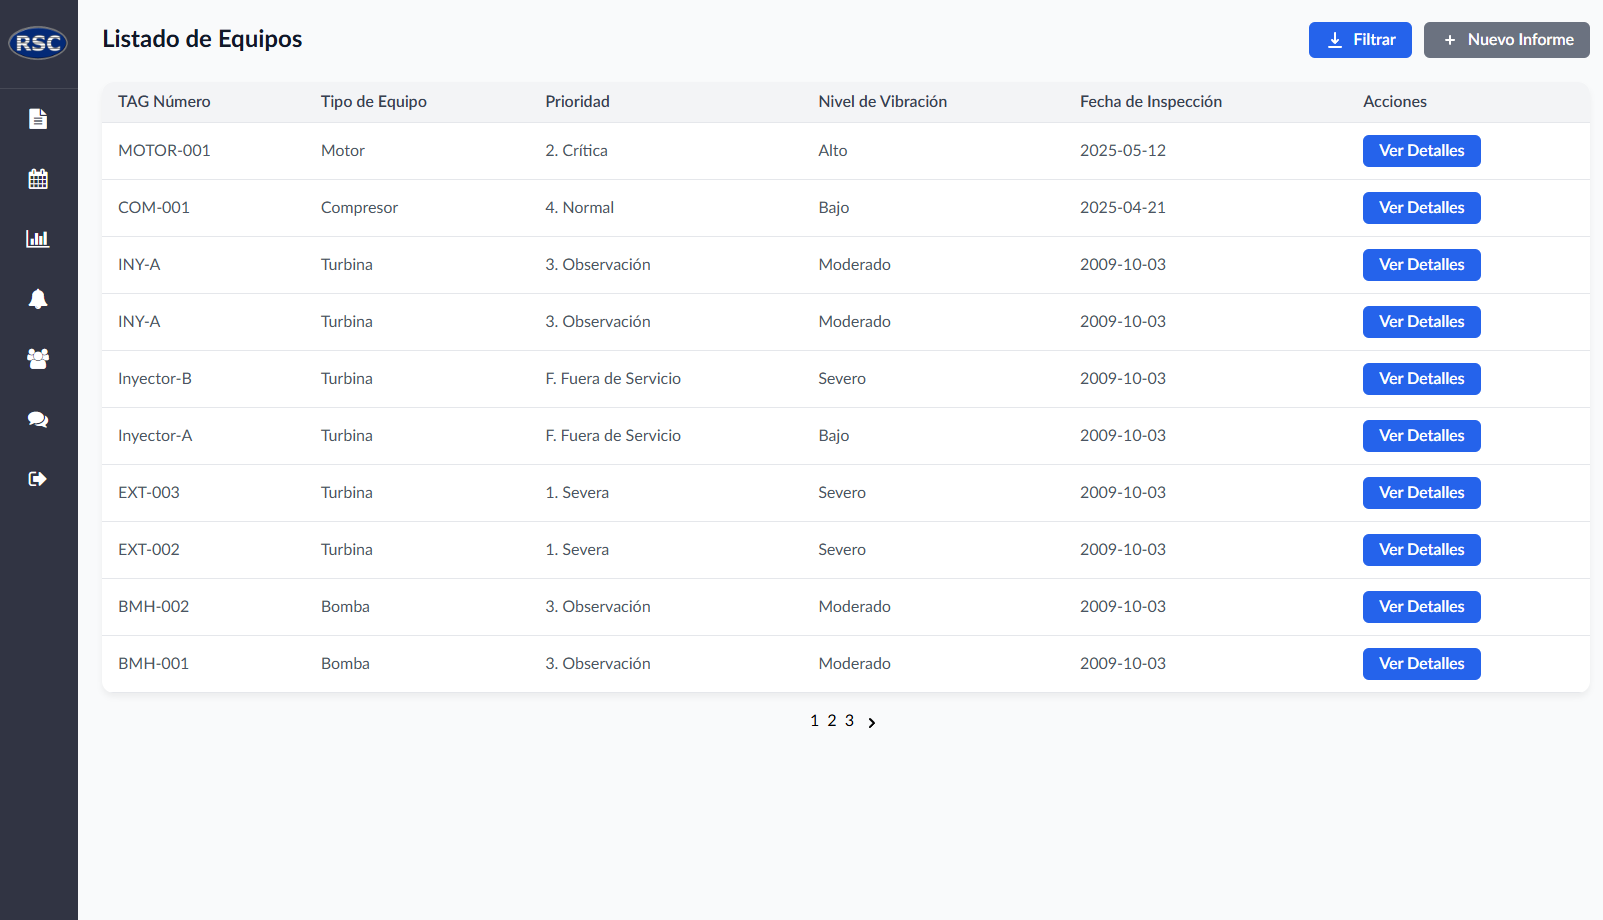 RSC
Listado de Equipos
Filtrar
+ Nuevo Informe
TAG Número Tipo de Equipo Prioridad Nivel de Vibración Fecha de Inspección Acciones
MOTOR-001 Motor 2. Crítica Alto 2025-05-12 Ver Detalles
COM-001 Compresor 4. Normal Bajo 2025-04-21 Ver Detalles
INY-A Turbina 3. Observación Moderado 2009-10-03 Ver Detalles
INY-A Turbina 3. Observación Moderado 2009-10-03 Ver Detalles
Inyector-B Turbina F. Fuera de Servicio Severo 2009-10-03 Ver Detalles
Inyector-A Turbina F. Fuera de Servicio Bajo 2009-10-03 Ver Detalles
EXT-003 Turbina 1. Severa Severo 2009-10-03 Ver Detalles
EXT-002 Turbina 1. Severa Severo 2009-10-03 Ver Detalles
BMH-002 Bomba 3. Observación Moderado 2009-10-03 Ver Detalles
BMH-001 Bomba 3. Observación Moderado 2009-10-03 Ver Detalles
1 2 3